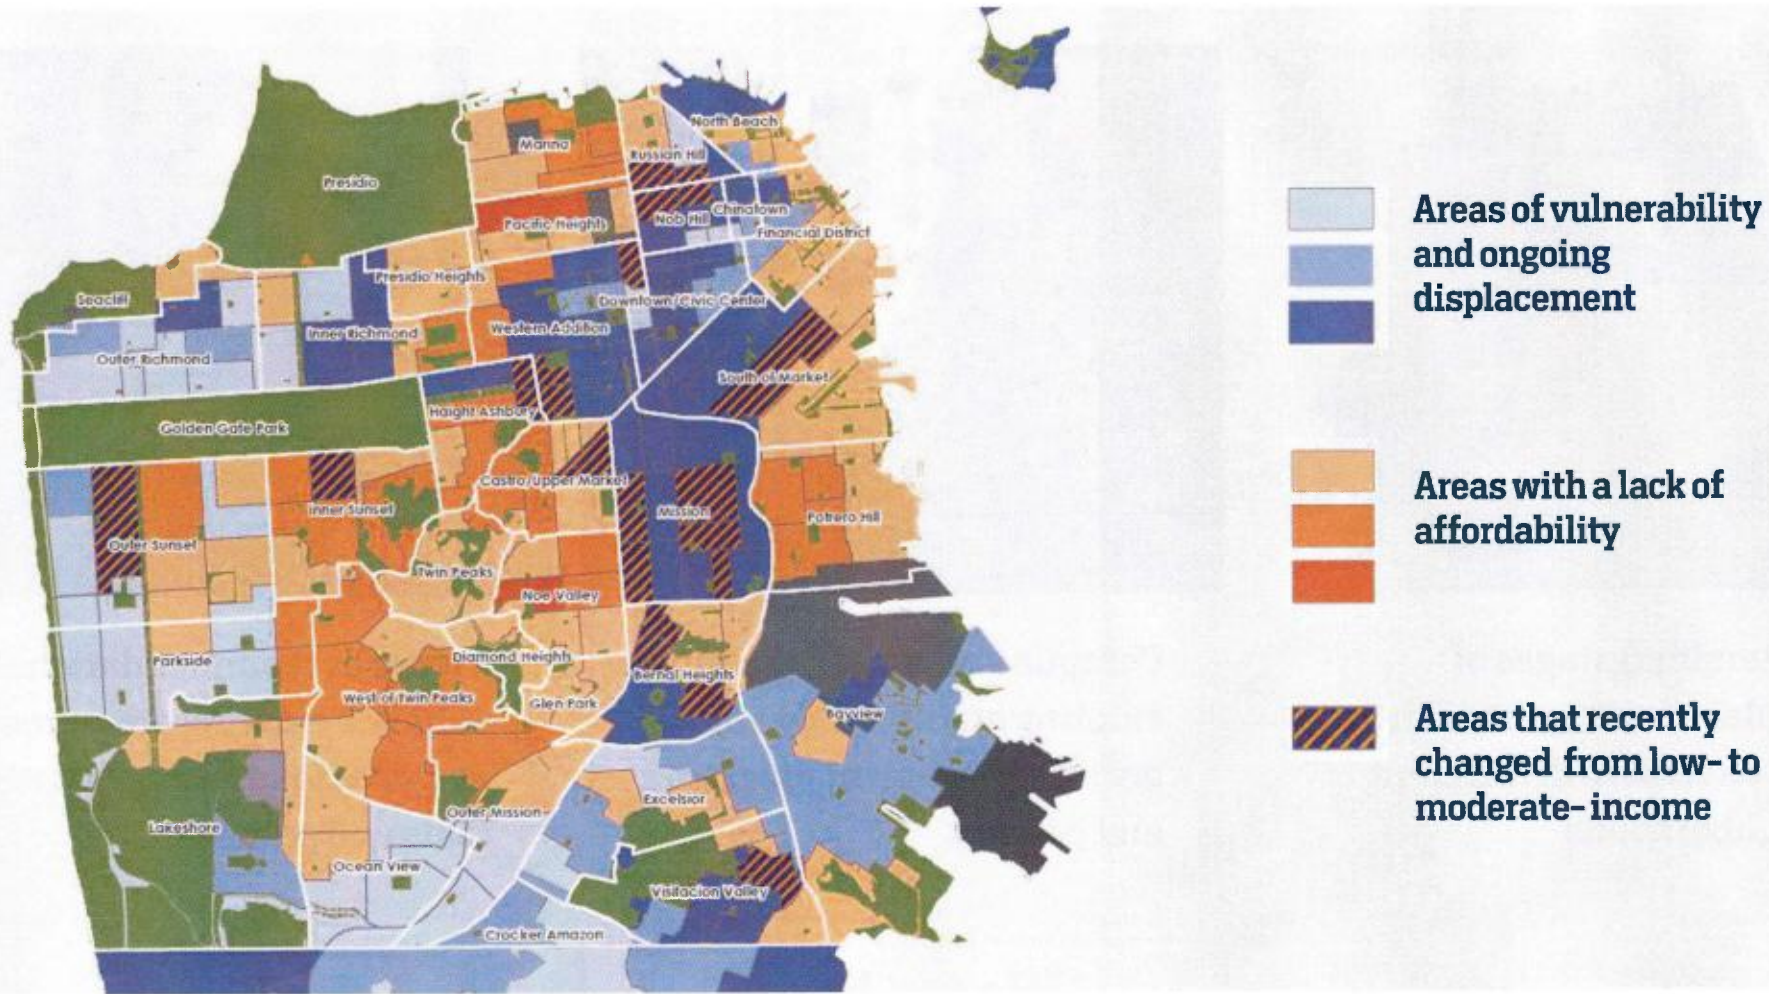 North Beach
Marina
Russian Hill
Presidio
Chinatown
Nob Hill
Pacific Heights
Financial District
Presidio Heights
Seacliff
Downtown/Civic Center
Western Addition
Inner Richmond
Outer Richmond
South of Market
Haight Ashbury
Golden Gate Park
Castro/Upper Market
Inner Sunset
Mission
Potrero Hill
Outer Sunset
Twin Peaks
Noe Valley
Parkside
Diamond Heights
Bernal Heights
West of Twin Peaks
Glen Park
Bayview
Excelsior
Outer Mission
Lakeshore
Ocean View
Visitacion Valley
Crocker Amazon
Areas of vulnerability
and ongoing
displacement
Areas with a lack of
affordability
Areas that recently
changed from low- to
moderate- income